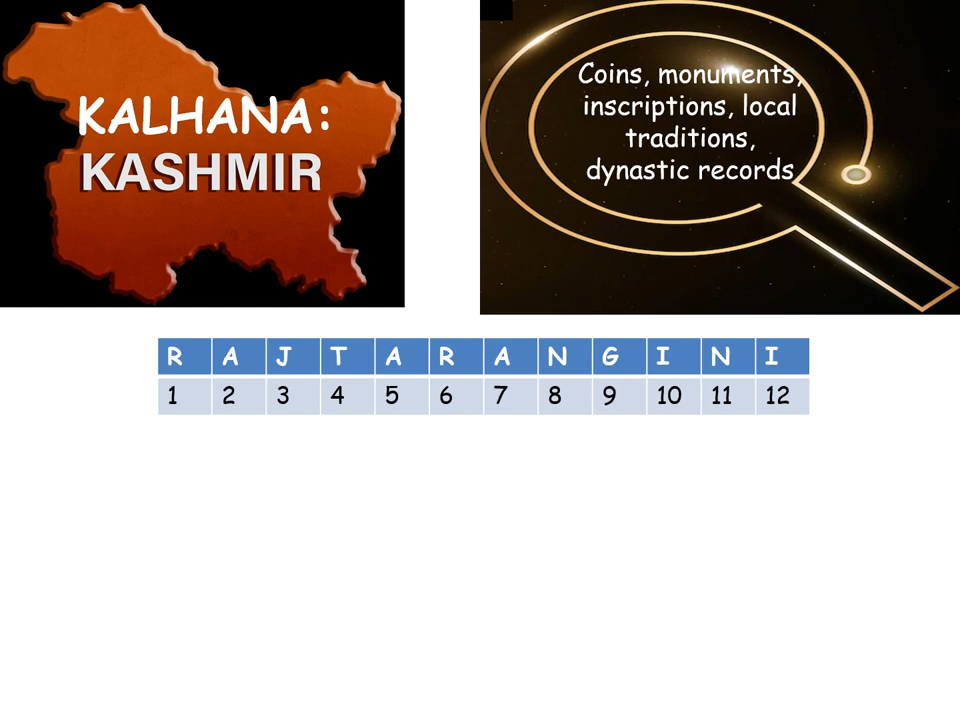 KALHANA:
KASHMIR
Coins, monuments,
inscriptions, local
traditions,
dynastic records
R A J T A R A N G I N I
1 2 3 4 5 6 7 8 9 10 11 12